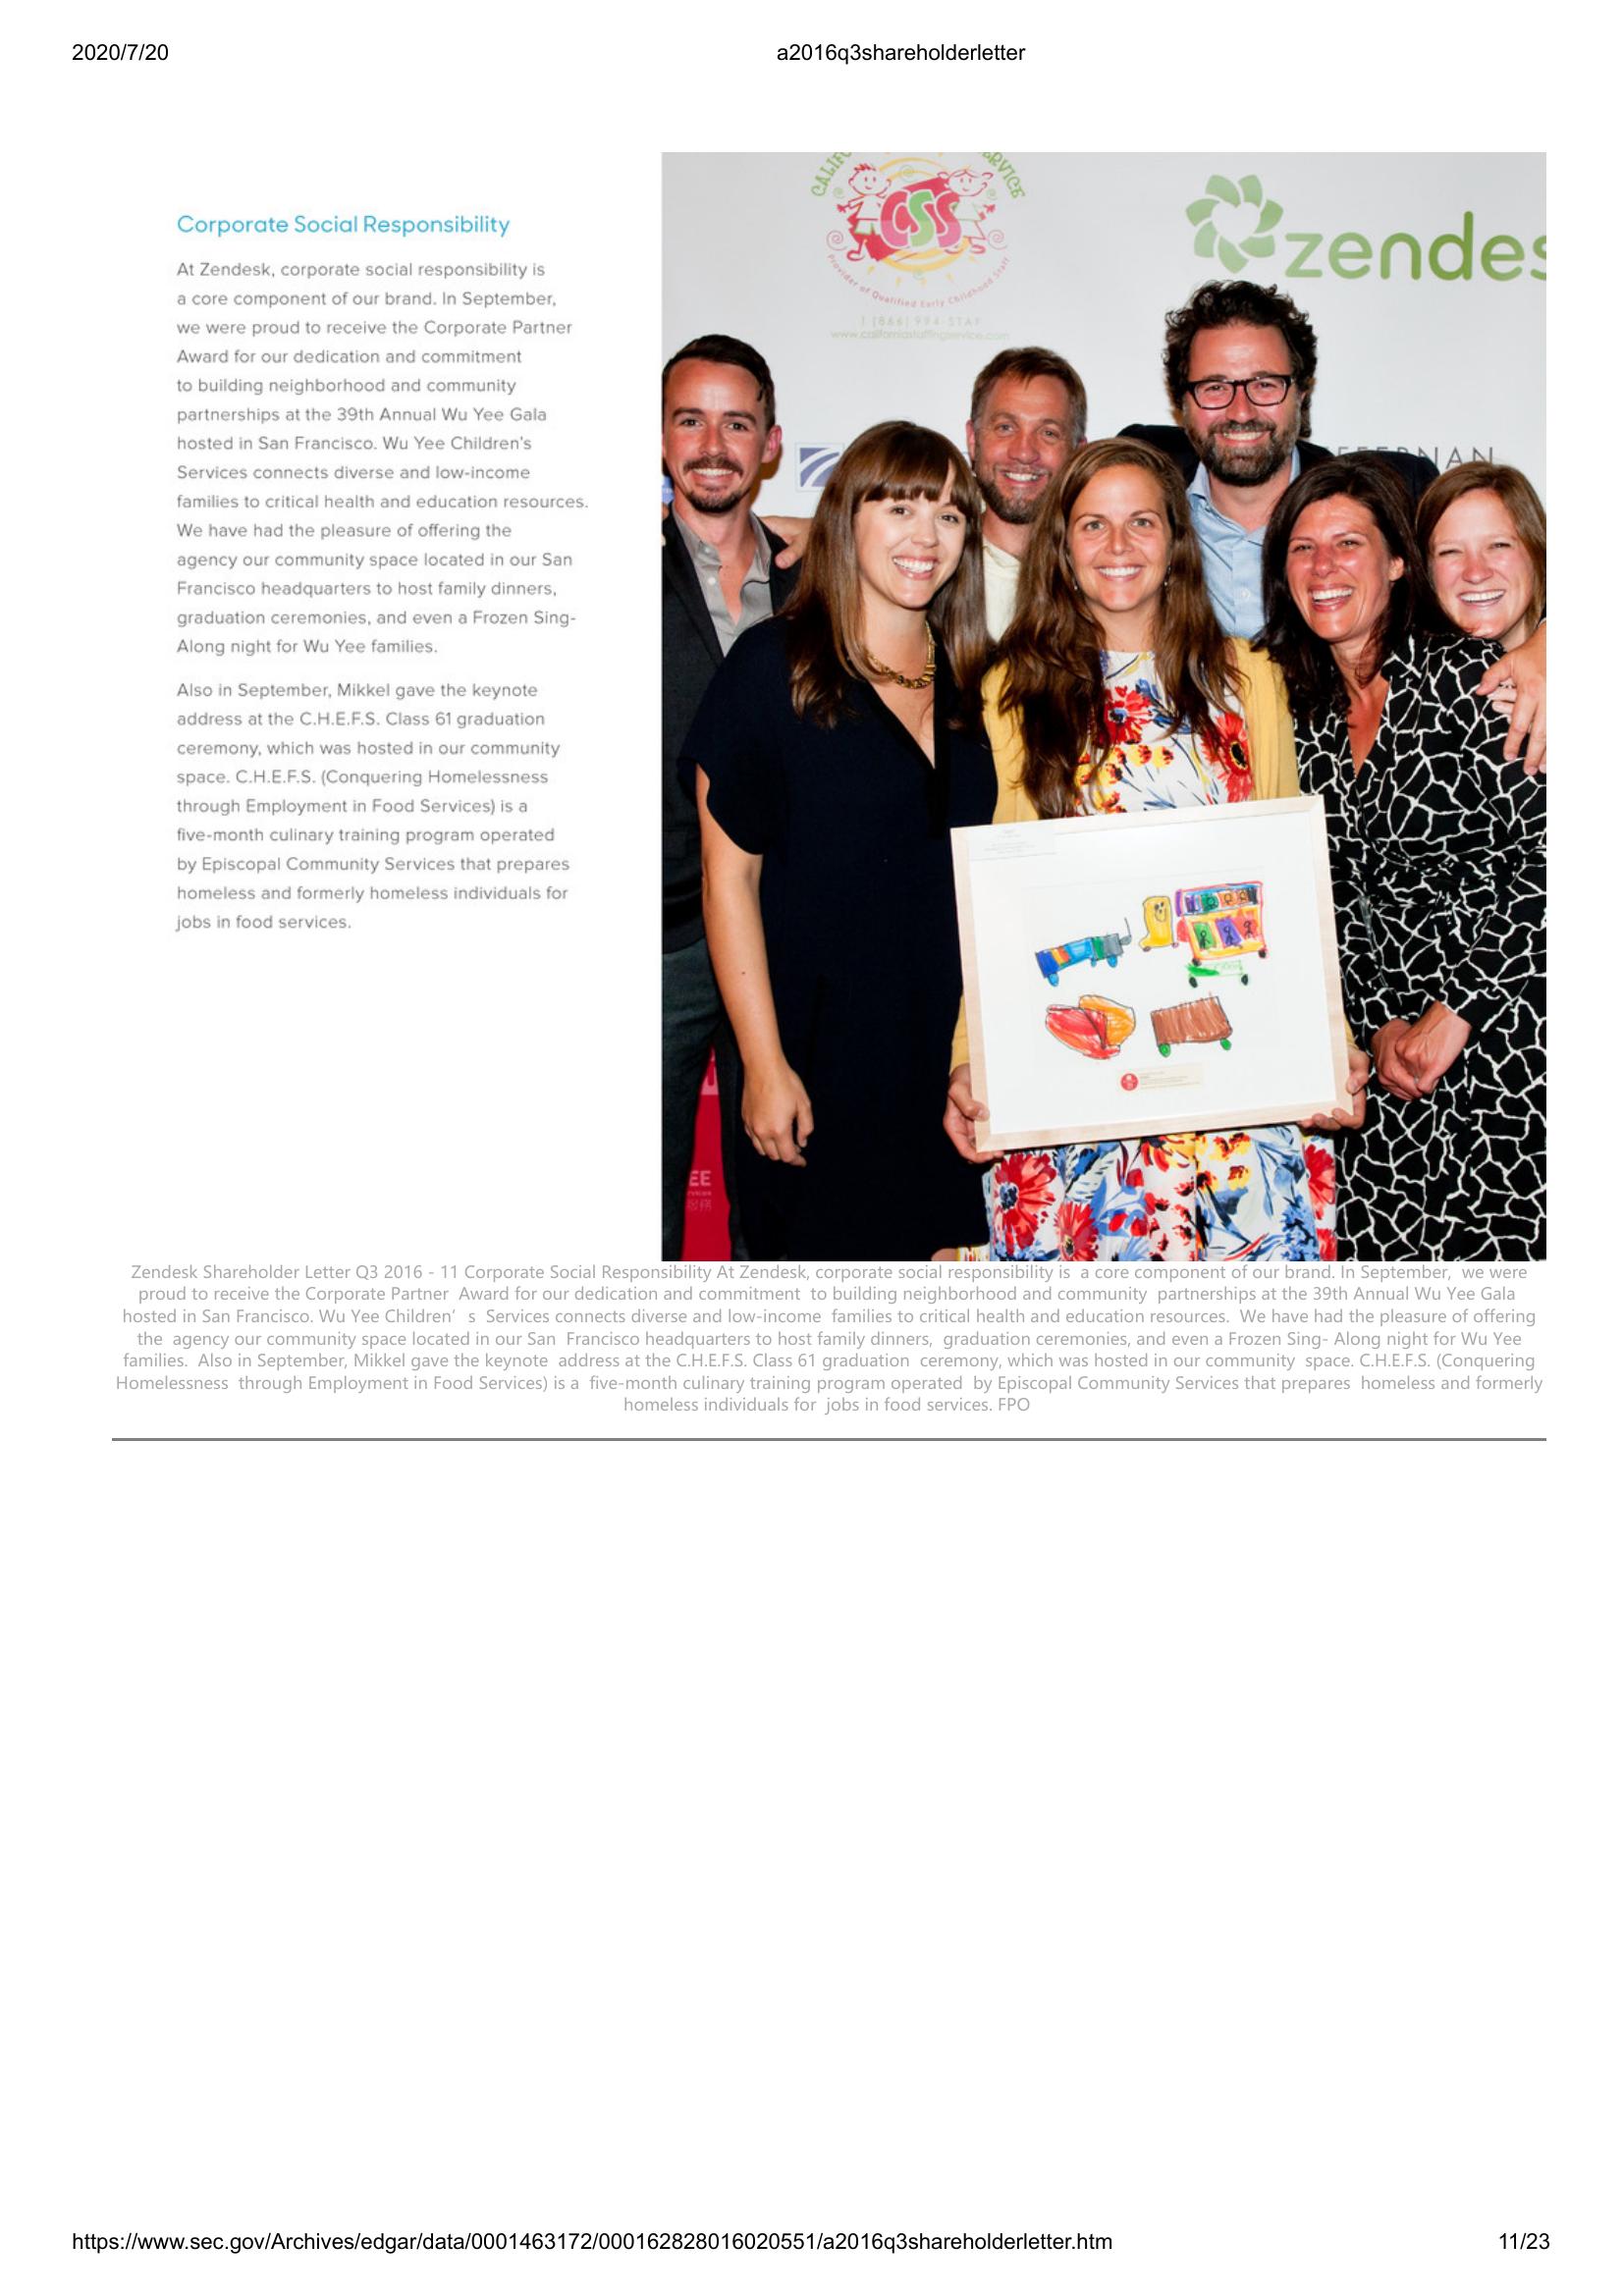 2020/7/20
a2016q3shareholderletter
Corporate Social Responsibility
At Zendesk, corporate social responsibility is
a core component of our brand. In September,
we were proud to receive the Corporate Partner
Award for our dedication and commitment
to building neighborhood and community
partnerships at the 39th Annual Wu Yee Gala
hosted in San Francisco. Wu Yee Children's
Services connects diverse and low-income
families to critical health and education resources.
We have had the pleasure of offering the
agency our community space located in our San
Francisco headquarters to host family dinners,
graduation ceremonies, and even a Frozen Sing-
Along night for Wu Yee families.
Also in September, Mikkel gave the keynote
address at the C.H.E.F.S. Class 61 graduation
ceremony, which was hosted in our community
space. C.H.E.F.S. (Conquering Homelessness
through Employment in Food Services) is a
five-month culinary training program operated
by Episcopal Community Services that prepares
homeless and formerly homeless individuals for
jobs in food services.
CSS
Provider of Qualified Early Childhood Staff
1 (866) 994-STAF
www.californiastaffingservice.com
zendes
EE
Zendesk Shareholder Letter Q3 2016 - 11 Corporate Social Responsibility At Zendesk, corporate social responsibility is a core component of our brand. In September, we were
proud to receive the Corporate Partner Award for our dedication and commitment to building neighborhood and community partnerships at the 39th Annual Wu Yee Gala
hosted in San Francisco. Wu Yee Children’ s Services connects diverse and low-income families to critical health and education resources. We have had the pleasure of offering
the agency our community space located in our San Francisco headquarters to host family dinners, graduation ceremonies, and even a Frozen Sing- Along night for Wu Yee
families. Also in September, Mikkel gave the keynote address at the C.H.E.F.S. Class 61 graduation ceremony, which was hosted in our community space. C.H.E.F.S. (Conquering
Homelessness through Employment in Food Services) is a five-month culinary training program operated by Episcopal Community Services that prepares homeless and formerly
homeless individuals for jobs in food services. FPO
https://www.sec.gov/Archives/edgar/data/0001463172/000162828016020551/a2016q3shareholderletter.htm
11/23